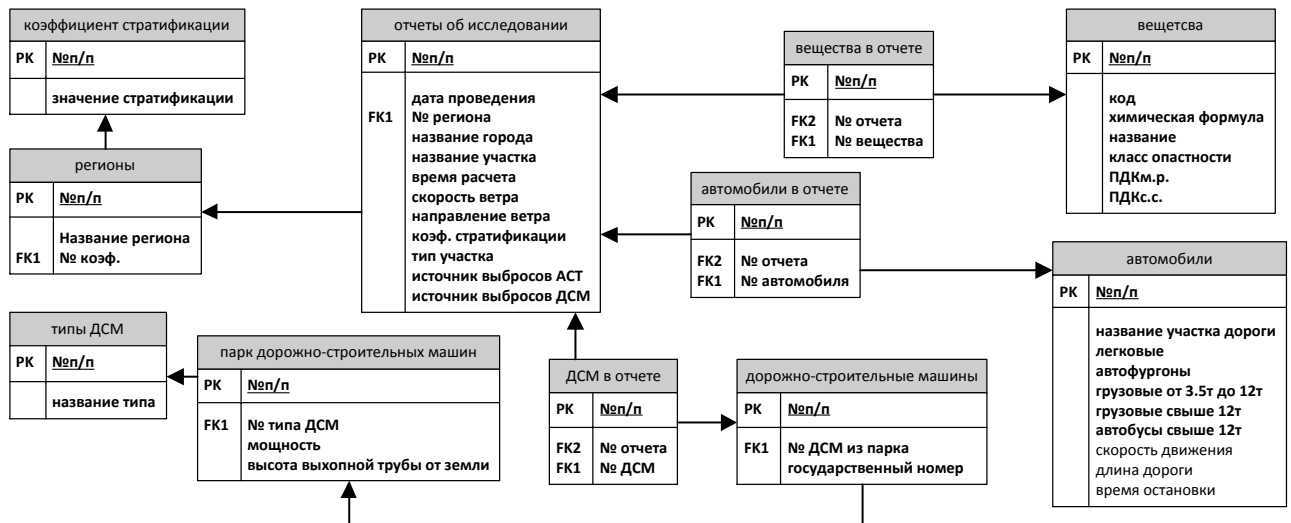 коэффициент стратификации
PK №п/п
значение стратификации
отчеты об исследовании
PK №п/п
дата проведения
FK1 № региона
название города
название участка
время расчета
скорость ветра
направление ветра
коэф. стратификации
тип участка
источник выбросов АСТ
источник выбросов ДСМ
вещества в отчете
PK №п/п
FK2 № отчета
FK1 № вещества
вещетсва
PK №п/п
код
химическая формула
название
класс опастности
ПДКм.р.
ПДКс.с.
регионы
PK №п/п
Название региона
FK1 № коэф.
автомобили в отчете
PK №п/п
FK2 № отчета
FK1 № автомобиля
автомобили
PK №п/п
название участка дороги
легковые
автофургоны
грузовые от 3.5т до 12т
грузовые свыше 12т
автобусы свыше 12т
скорость движения
длина дороги
время остановки
типы ДСМ
PK №п/п
название типа
парк дорожно-строительных машин
PK №п/п
FK1 № типа ДСМ
мощность
высота выхопной трубы от земли
ДСМ в отчете
PK №п/п
FK2 № отчета
FK1 № ДСМ
дорожно-строительные машины
PK №п/п
FK1 № ДСМ из парка
государственный номер